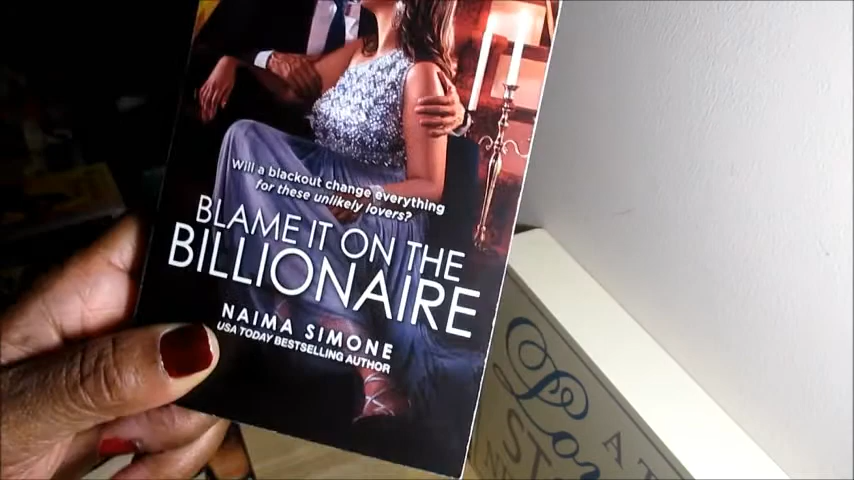 Will a blackout change everything
for these unlikely lovers?
BLAME IT ON THE
BILLIONAIRE
NAIMA SIMONE
USA TODAY BESTSELLING AUTHOR
A